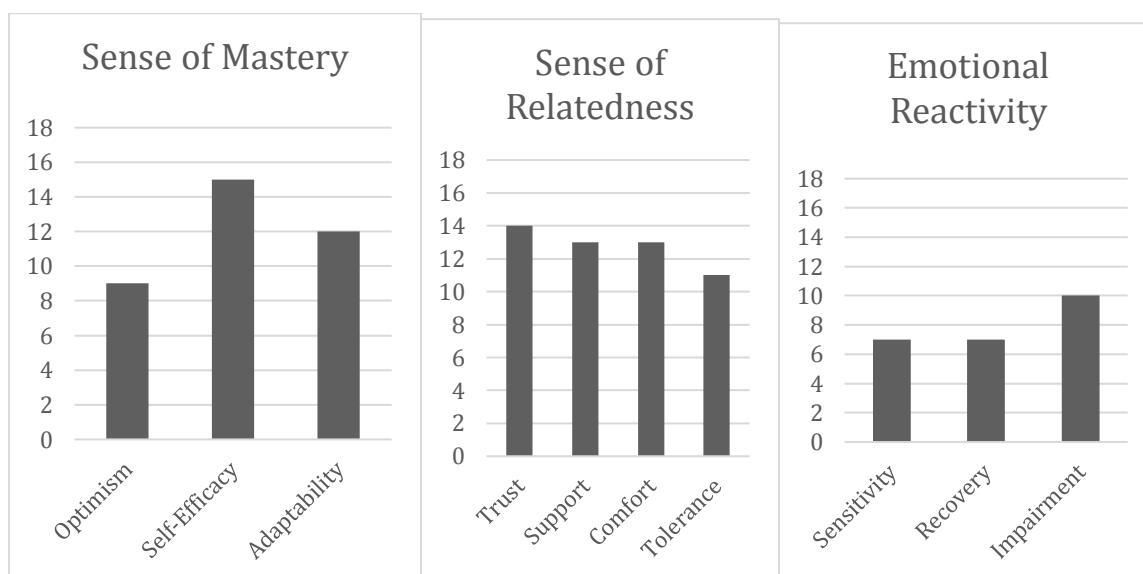 Sense of Mastery
18
16
14
12
10
8
6
4
2
0
Optimism
Self-Efficacy
Adaptability
Sense of
Relatedness
18
16
14
12
10
8
6
4
2
0
Trust
Support
Comfort
Tolerance
Emotional
Reactivity
18
16
14
12
10
8
6
4
2
0
Sensitivity
Recovery
Impairment